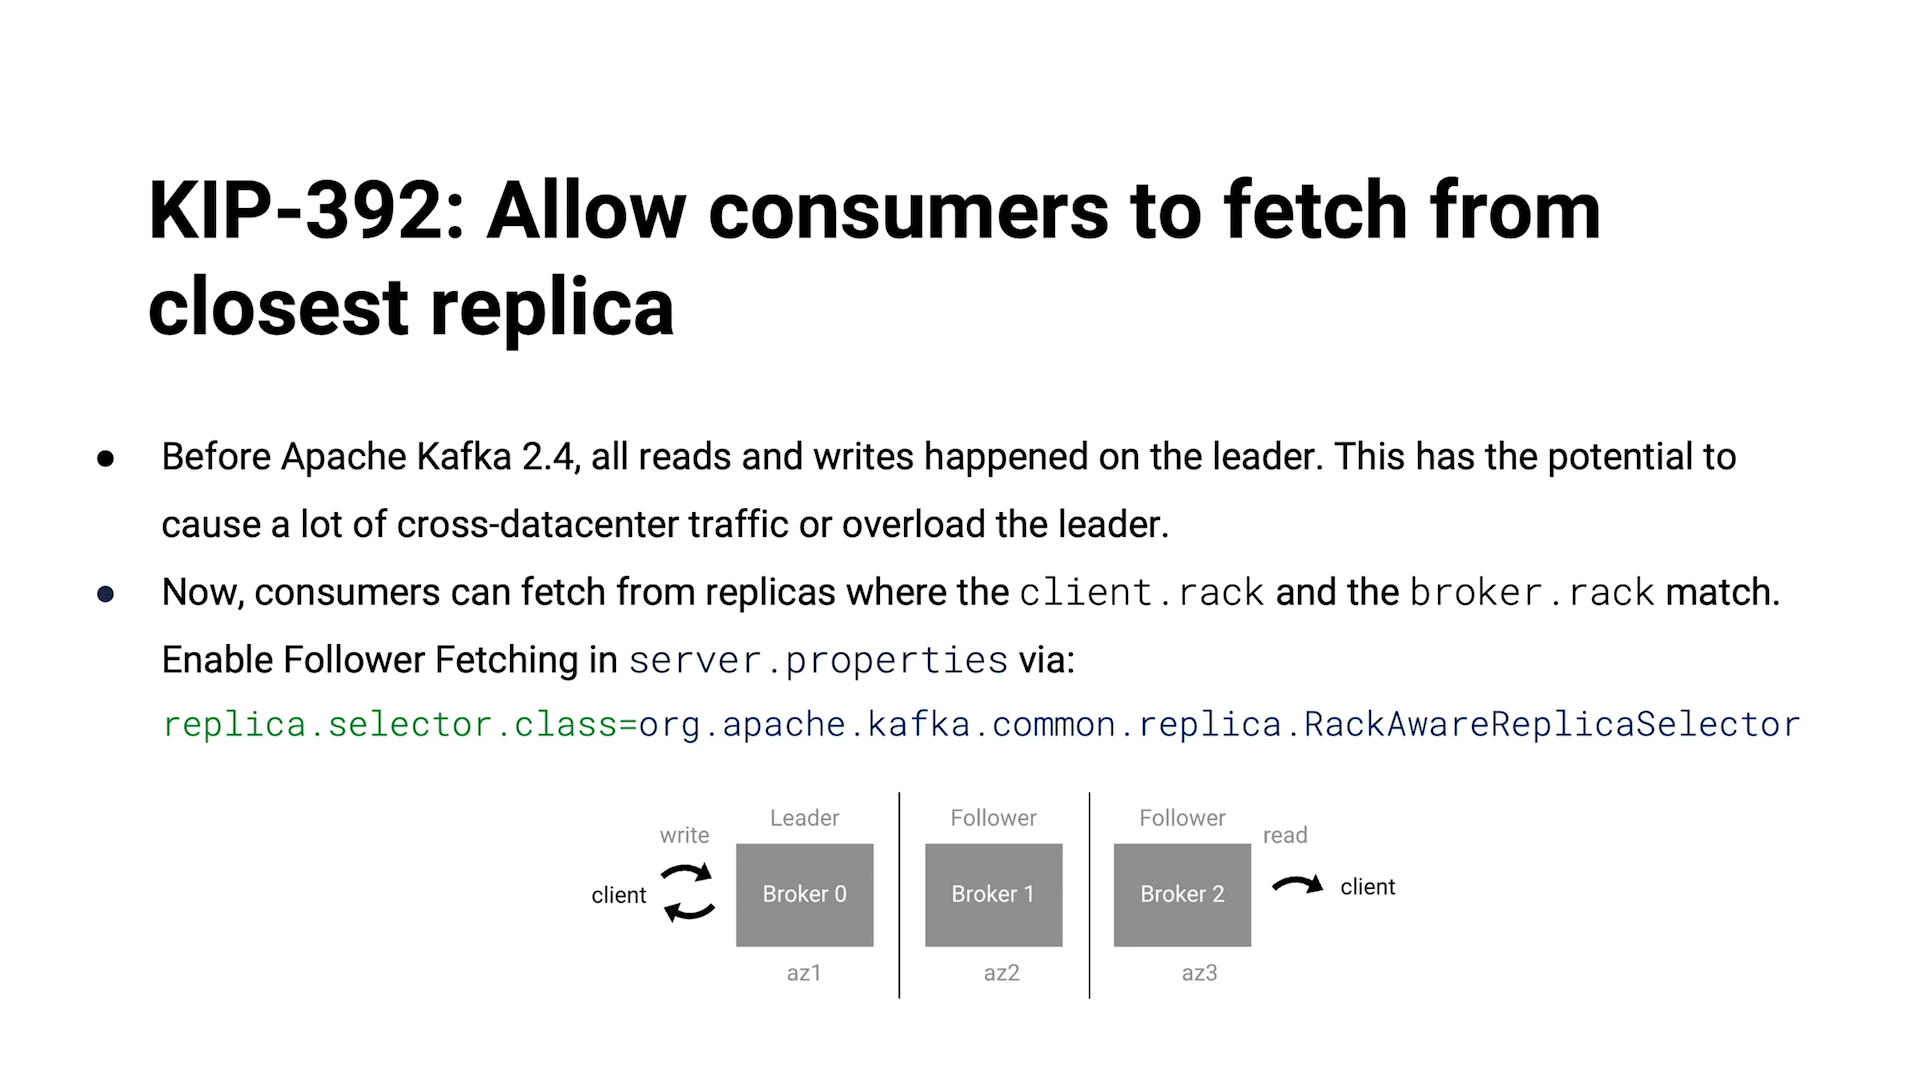 KIP-392: Allow consumers to fetch from
closest replica
● Before Apache Kafka 2.4, all reads and writes happened on the leader. This has the potential to
cause a lot of cross-datacenter traffic or overload the leader.
● Now, consumers can fetch from replicas where the client.rack and the broker.rack match.
Enable Follower Fetching in server.properties via:
replica.selector.class=org.apache.kafka.common.replica.RackAwareReplicaSelector
Leader
Follower
Follower
write
read
client
Broker 0
Broker 1
Broker 2
client
az1
az2
az3